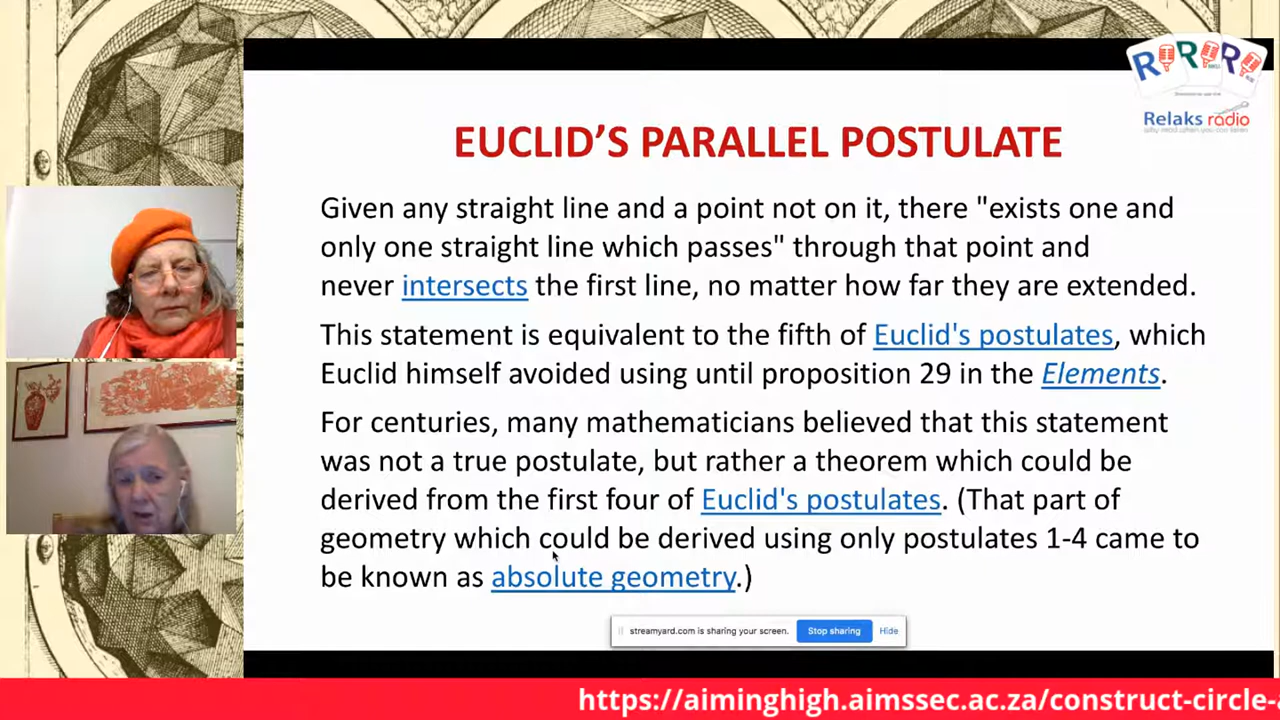 Relaks radio
EUCLID’S PARALLEL POSTULATE
Given any straight line and a point not on it, there "exists one and
only one straight line which passes" through that point and
never intersects the first line, no matter how far they are extended.
This statement is equivalent to the fifth of Euclid's postulates, which
Euclid himself avoided using until proposition 29 in the Elements.
For centuries, many mathematicians believed that this statement
was not a true postulate, but rather a theorem which could be
derived from the first four of Euclid's postulates. (That part of
geometry which could be derived using only postulates 1-4 came to
be known as absolute geometry.)
streamyard.com is sharing your screen. Stop sharing Hide
https://aiminghigh.aimssec.ac.za/construct-circle-